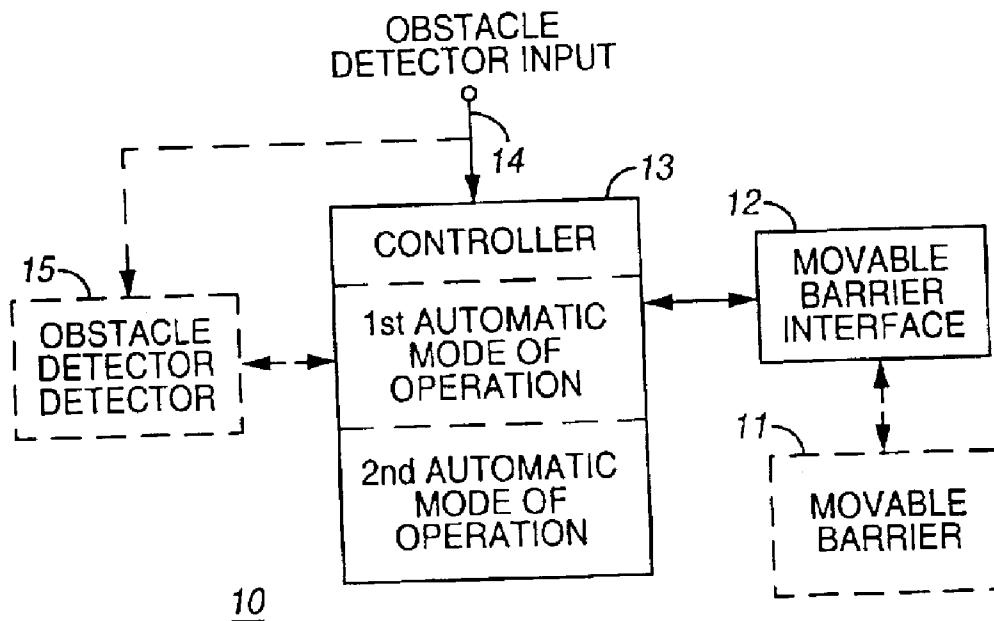 OBSTACLE
DETECTOR INPUT
14
13
CONTROLLER
1st AUTOMATIC
MODE OF
OPERATION
2nd AUTOMATIC
MODE OF
OPERATION
15
OBSTACLE
DETECTOR
DETECTOR
12
MOVABLE
BARRIER
INTERFACE
11
MOVABLE
BARRIER
10